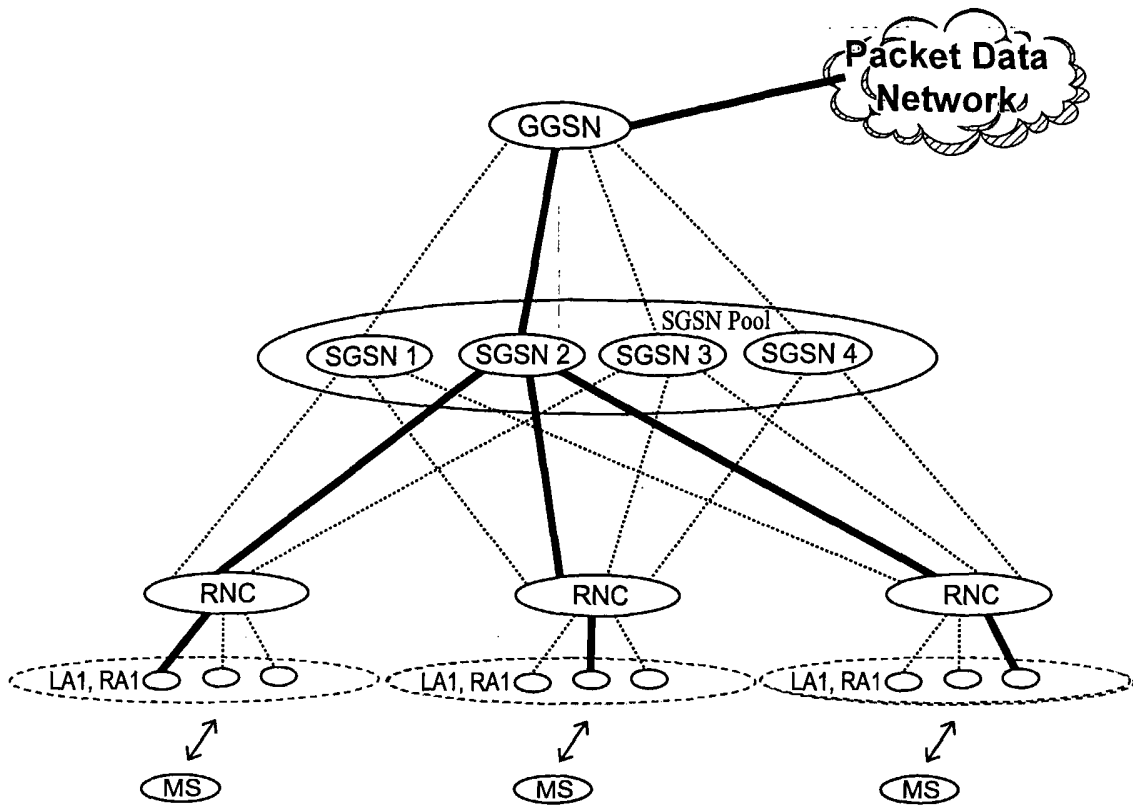 Packet Data
Network
GGSN
SGSN Pool
SGSN 1
SGSN 2
SGSN 3
SGSN 4
RNC
RNC
RNC
LA1, RA1
LA1, RA1
LA1, RA1
MS
MS
MS